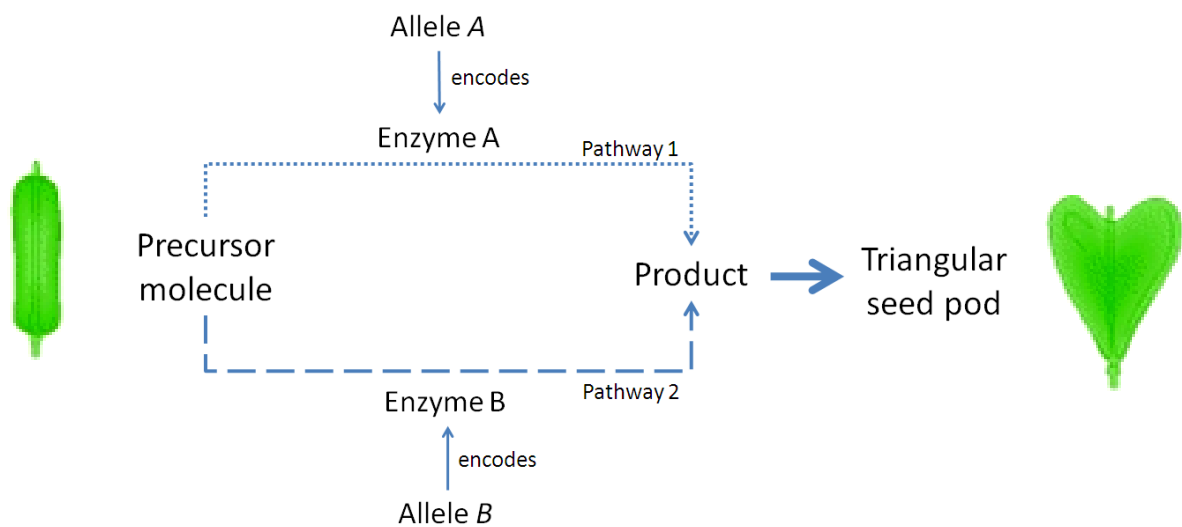 Allele A
encodes
Enzyme A
Pathway 1
Precursor
molecule
Product
Triangular
seed pod
Pathway 2
Enzyme B
encodes
Allele B